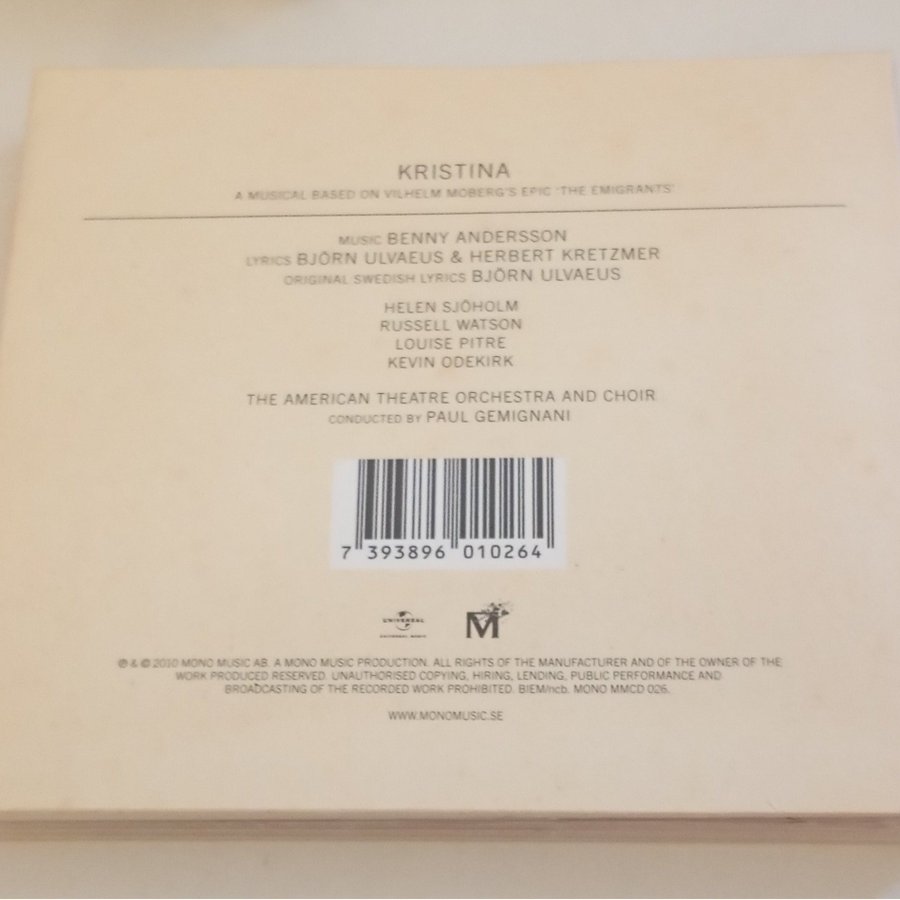 KRISTINA
A MUSICAL BASED ON VILHELM MOBERG'S EPIC 'THE EMIGRANTS'
MUSIC BENNY ANDERSSON
LYRICS BJÖRN ULVAEUS & HERBERT KRETZMER
ORIGINAL SWEDISH LYRICS BJÖRN ULVAEUS
HELEN SJÖHOLM
RUSSELL WATSON
LOUISE PITRE
KEVIN ODEKIRK
THE AMERICAN THEATRE ORCHESTRA AND CHOIR
CONDUCTED BY PAUL GEMIGNANI
7 393896 010264
UNIVERSAL M
UNIVERSAL MUSIC
℗ & © 2010 MONO MUSIC AB. A MONO MUSIC PRODUCTION. ALL RIGHTS OF THE MANUFACTURER AND OF THE OWNER OF THE
WORK PRODUCED RESERVED. UNAUTHORISED COPYING, HIRING, LENDING, PUBLIC PERFORMANCE AND
BROADCASTING OF THE RECORDED WORK PROHIBITED. BIEM/ncb. MONO MMCD 026.
WWW.MONOMUSIC.SE